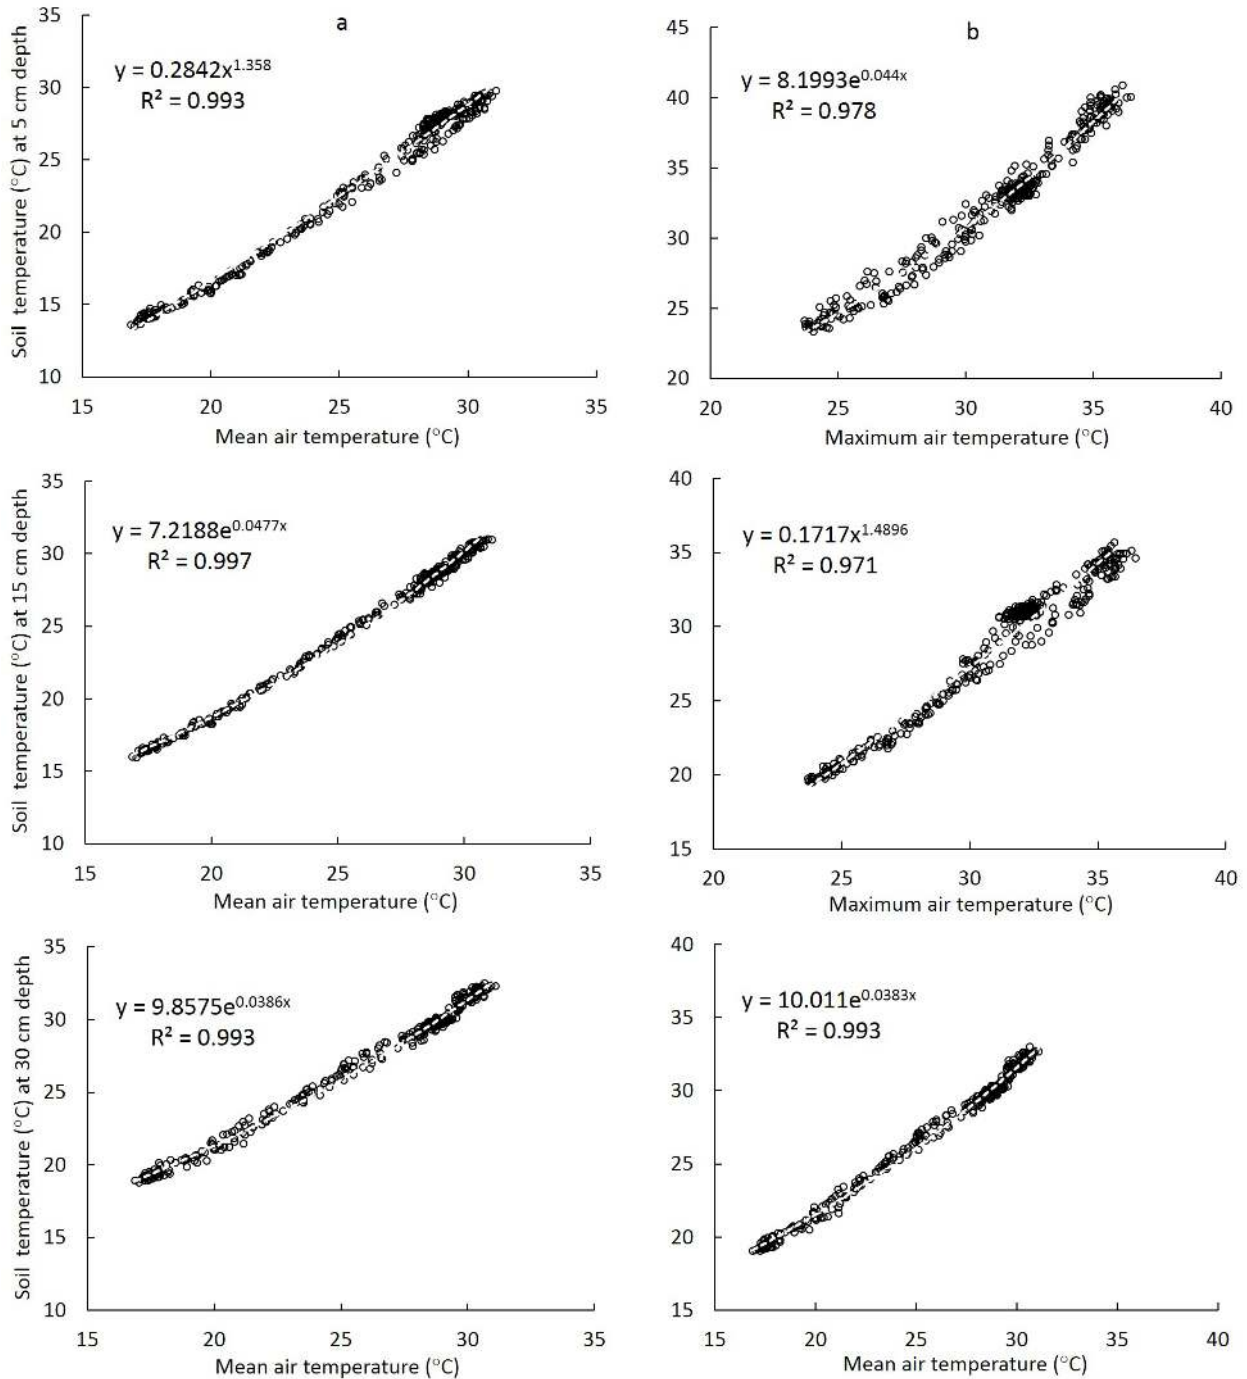 a
Soil temperature (°C) at 5 cm depth
35
30
25
20
15
10
y = 0.2842x^1.358
R² = 0.993
15 20 25 30 35
Mean air temperature (°C)
b
45
40
35
30
25
20
y = 8.1993e^0.044x
R² = 0.978
20 25 30 35 40
Maximum air temperature (°C)
Soil temperature (°C) at 15 cm depth
35
30
25
20
15
10
y = 7.2188e^0.0477x
R² = 0.997
15 20 25 30 35
Mean air temperature (°C)
40
35
30
25
20
15
y = 0.1717x^1.4896
R² = 0.971
20 25 30 35 40
Maximum air temperature (°C)
Soil temperature (°C) at 30 cm depth
35
30
25
20
15
10
y = 9.8575e^0.0386x
R² = 0.993
15 20 25 30 35
Mean air temperature (°C)
40
35
30
25
20
15
y = 10.011e^0.0383x
R² = 0.993
15 20 25 30 35 40
Mean air temperature (°C)